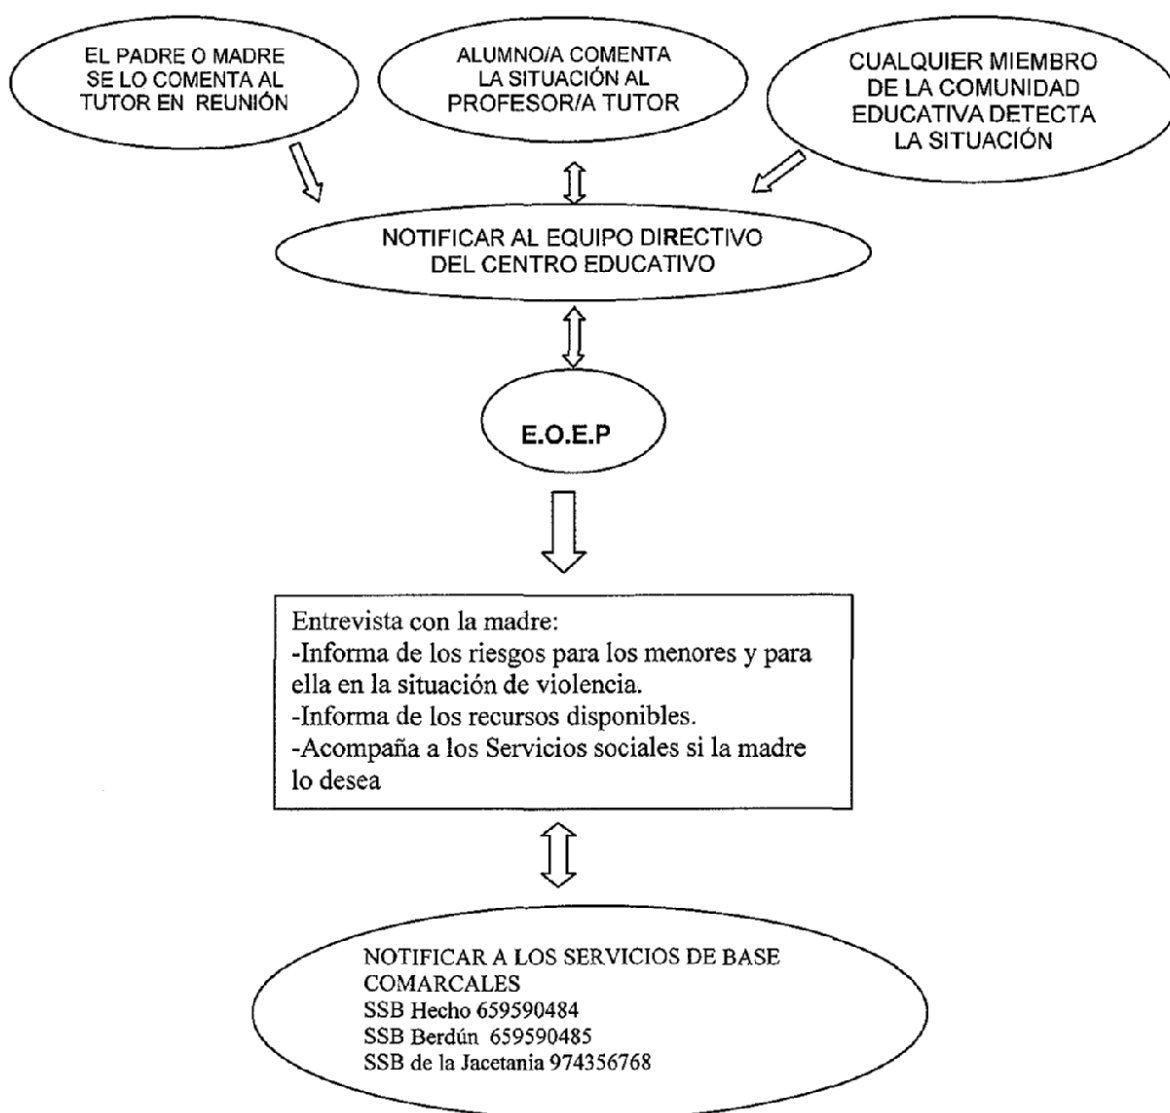 EL PADRE O MADRE
SE LO COMENTA AL
TUTOR EN REUNIÓN
ALUMNO/A COMENTA
LA SITUACIÓN AL
PROFESOR/A TUTOR
CUALQUIER MIEMBRO
DE LA COMUNIDAD
EDUCATIVA DETECTA
LA SITUACIÓN
NOTIFICAR AL EQUIPO DIRECTIVO
DEL CENTRO EDUCATIVO
E.O.E.P
Entrevista con la madre:
-Informa de los riesgos para los menores y para
ella en la situación de violencia.
-Informa de los recursos disponibles.
-Acompaña a los Servicios sociales si la madre
lo desea
NOTIFICAR A LOS SERVICIOS DE BASE
COMARCALES
SSB Hecho 659590484
SSB Berdún 659590485
SSB de la Jacetania 974356768